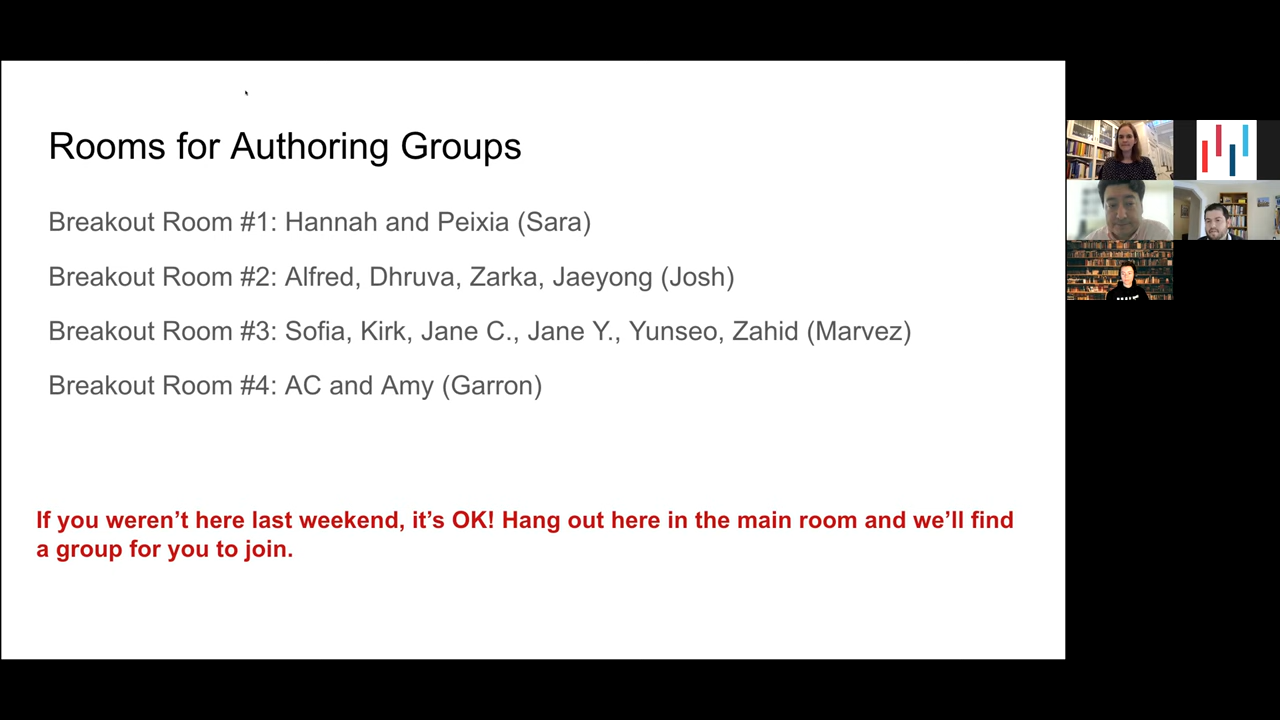 Rooms for Authoring Groups
Breakout Room #1: Hannah and Peixia (Sara)
Breakout Room #2: Alfred, Dhruva, Zarka, Jaeyong (Josh)
Breakout Room #3: Sofia, Kirk, Jane C., Jane Y., Yunseo, Zahid (Marvez)
Breakout Room #4: AC and Amy (Garron)
If you weren’t here last weekend, it’s OK! Hang out here in the main room and we’ll find
a group for you to join.